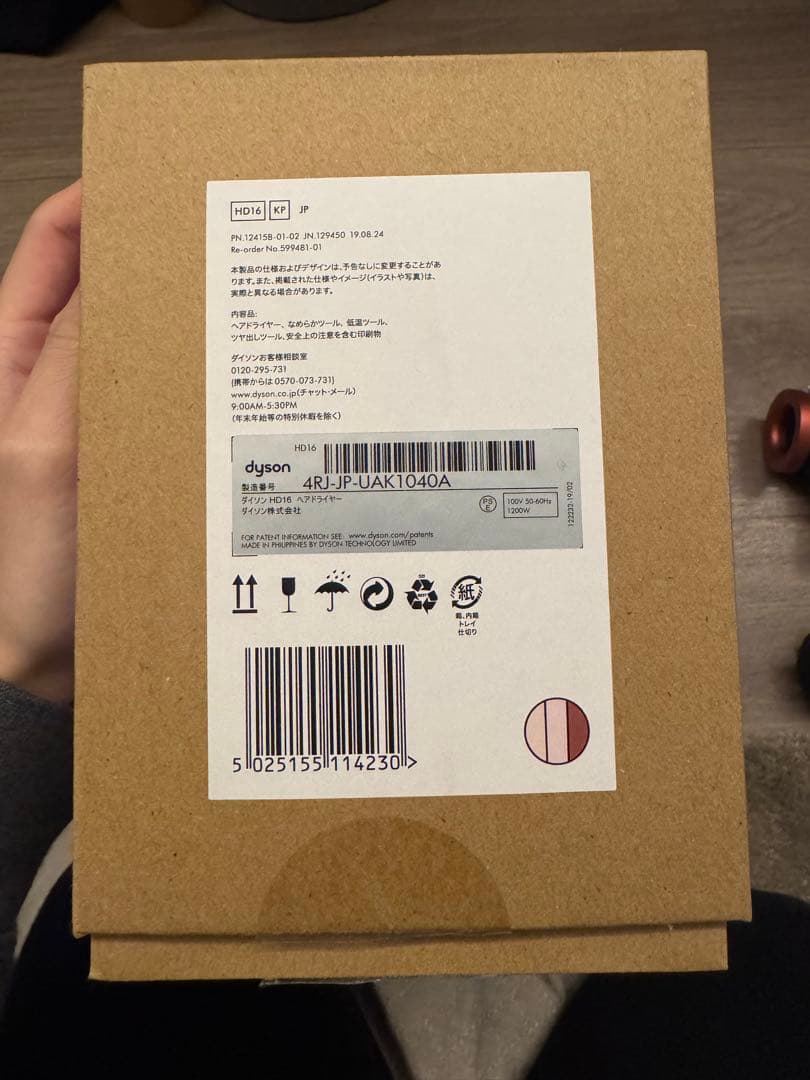 HD16 KP JP
PN.12415B-01-02 JN.129450 19.08.24
Re-order No.599481-01
本製品の仕様およびデザインは、予告なしに変更することがあ
ります。また、掲載された仕様やイメージ(イラストや写真)は、
実際と異なる場合があります。
内容品:
ヘアドライヤー、なめらかツール、低温ツール、
ツヤ出しツール、安全上の注意を含む印刷物
ダイソンお客様相談室
0120-295-731
(携帯からは 0570-073-731)
www.dyson.co.jp(チャット・メール)
9:00AM-5:30PM
(年末年始等の特別休暇を除く)
HD16
dyson
製造番号 4RJ-JP-UAK1040A
ダイソン HD16 ヘアドライヤー
ダイソン株式会社
PS
E
100V 50-60Hz
1200W
122232-19/02
FOR PATENT INFORMATION SEE: www.dyson.com/patents
MADE IN PHILIPPINES BY DYSON TECHNOLOGY LIMITED
紙
箱、内箱
トレイ
仕切り
5 025155 114230 >